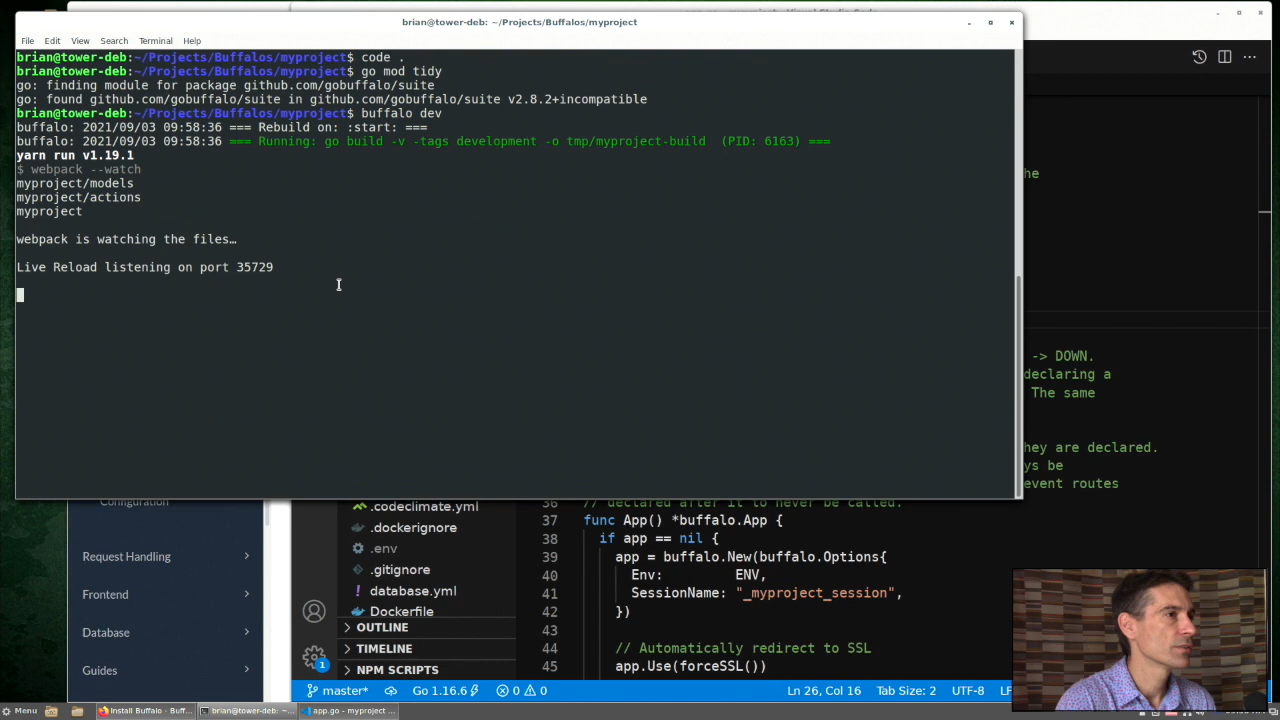 brian@tower-deb: ~/Projects/Buffalos/myproject
File Edit View Search Terminal Help
brian@tower-deb:~/Projects/Buffalos/myproject$ code .
brian@tower-deb:~/Projects/Buffalos/myproject$ go mod tidy
go: finding module for package github.com/gobuffalo/suite
go: found github.com/gobuffalo/suite in github.com/gobuffalo/suite v2.8.2+incompatible
brian@tower-deb:~/Projects/Buffalos/myproject$ buffalo dev
buffalo: 2021/09/03 09:58:36 === Rebuild on: :start: ===
buffalo: 2021/09/03 09:58:36 === Running: go build -v -tags development -o tmp/myproject-build (PID: 6163) ===
yarn run v1.19.1
$ webpack --watch
myproject/models
myproject/actions
myproject
webpack is watching the files…
Live Reload listening on port 35729
the
-> DOWN.
declaring a
The same
hey are declared.
ys be
event routes
Configuration
Request Handling
Frontend
Database
Guides
.codeclimate.yml
.dockerignore
.env
.gitignore
database.yml
Dockerfile
OUTLINE
TIMELINE
NPM SCRIPTS
36 // declared after it to never be called.
37 func App() *buffalo.App {
38 if app == nil {
39 app = buffalo.New(buffalo.Options{
40 Env: ENV,
41 SessionName: "_myproject_session",
42 })
43
44 // Automatically redirect to SSL
45 app.Use(forceSSL())
1
master* Go 1.16.6 0 0 Ln 26, Col 16 Tab Size: 2 UTF-8 LF
Menu Install Buffalo - Buff... brian@tower-deb: ~... app.go - myproject ...